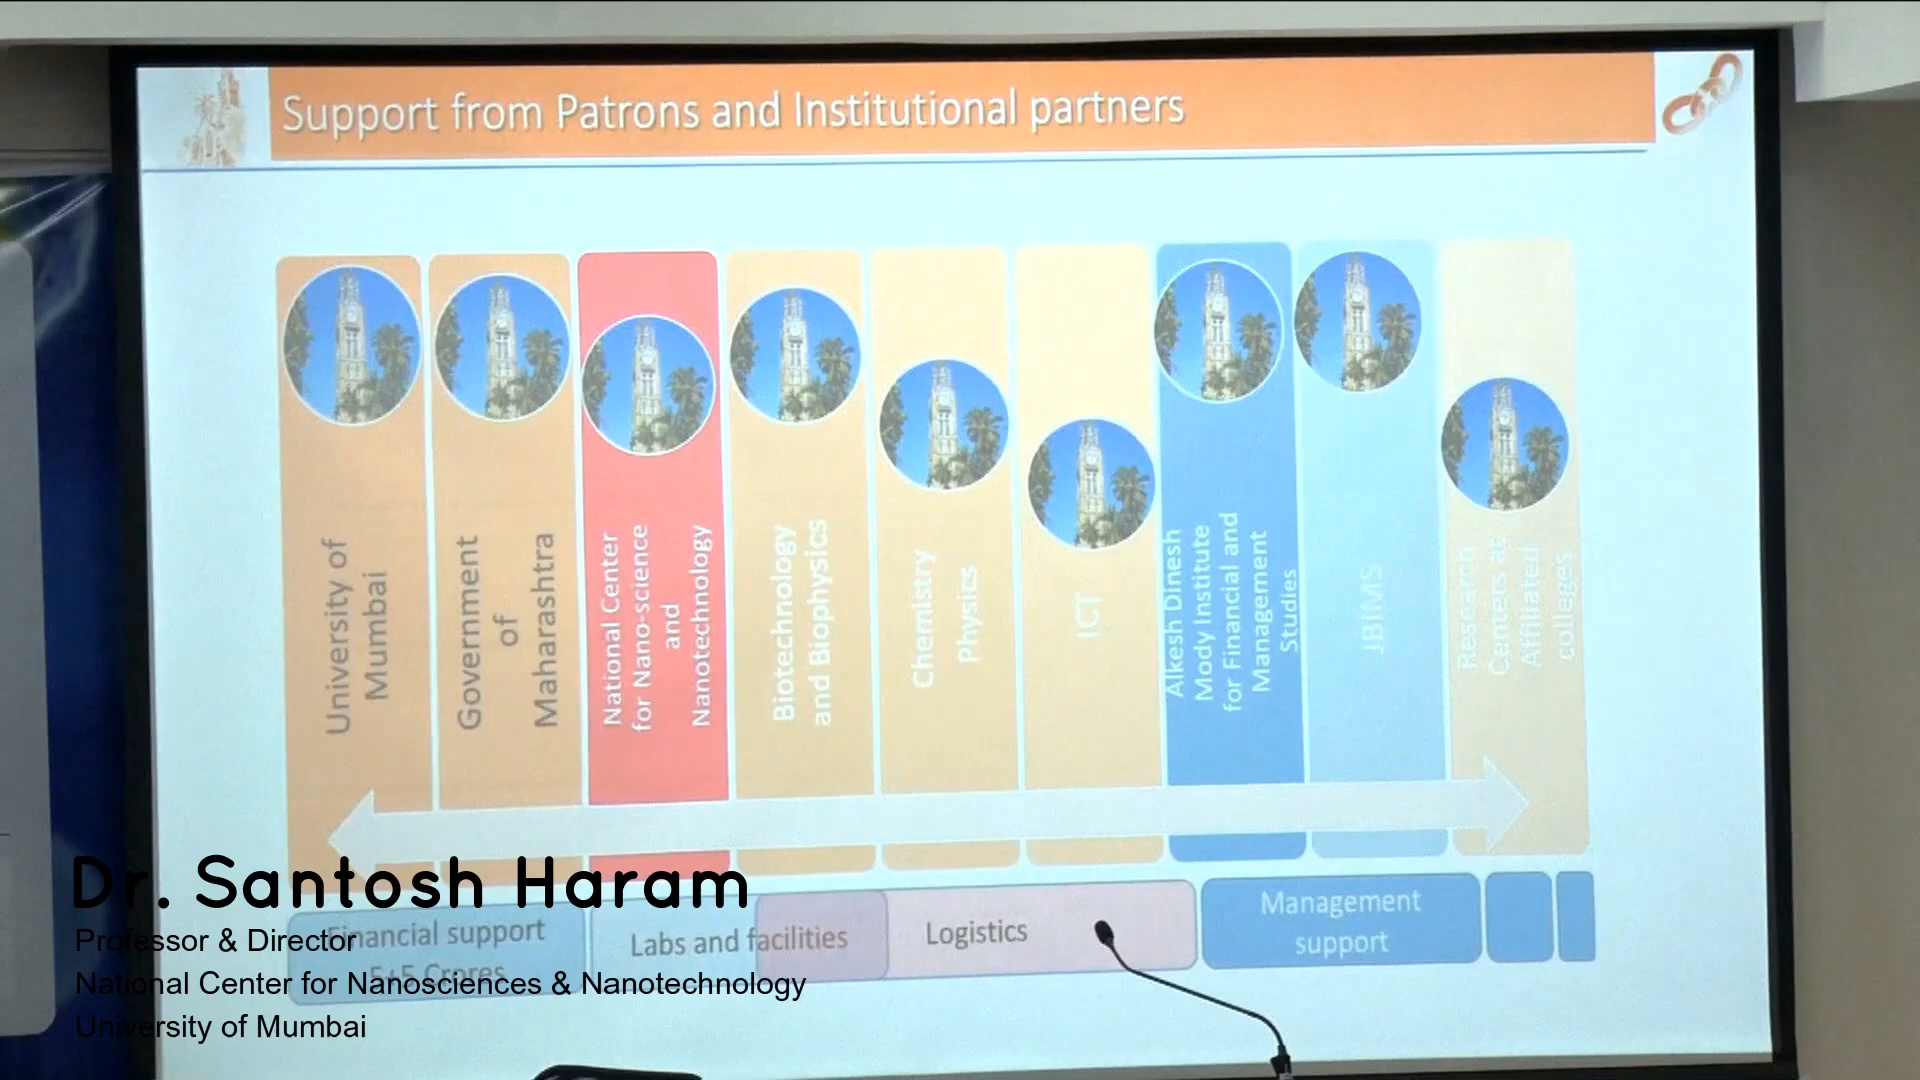 Support from Patrons and Institutional partners
University of
Mumbai
Government
of
Maharashtra
National Center
for Nano-science
and
Nanotechnology
Biotechnology
and Biophysics
Chemistry
Physics
ICT
Alkesh Dinesh
Mody Institute
for Financial and
Management
Studies
JBIMS
Research
Centers at
Affiliated
colleges
Financial support
5+5 Crores
Labs and facilities
Logistics
Management
support
Dr. Santosh Haram
Professor & Director
National Center for Nanosciences & Nanotechnology
University of Mumbai